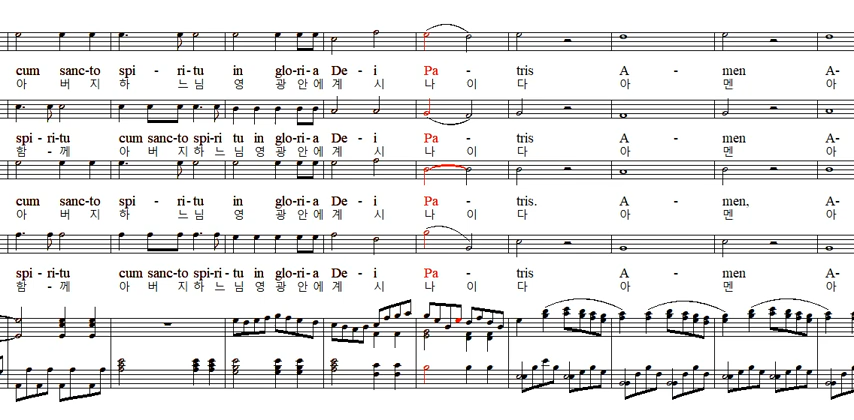 cum sanc-to spi - ri-tu in glo-ri-a De - i Pa - tris A - men A-
아 버 지 하 느 님 영 광 안 에 계 시 나 이 다 아 멘 아
spi - ri-tu cum sanc-to spi-ri tu in glo-ri-a De - i Pa - tris A - men A-
함 - 께 아 버 지 하 느 님 영 광 안 에 계 시 나 이 다 아 멘 아
cum sanc-to spi - ri-tu in glo-ri-a De - i Pa - tris. A - men, A-
아 버 지 하 느 님 영 광 안 에 계 시 나 이 다 아 멘 아
spi - ri-tu cum sanc-to spi-ri-tu in glo-ri-a De - i Pa - tris A - men A-
함 - 께 아 버 지 하 느 님 영 광 안 에 계 시 나 이 다 아 멘 아